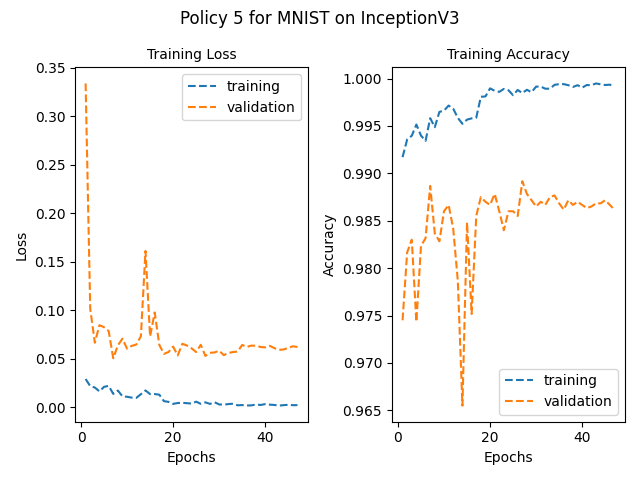 Policy 5 for MNIST on InceptionV3
Training Loss
training
validation
0.35
0.30
0.25
0.20
0.15
0.10
0.05
0.00
Loss
0
20
40
Epochs
Training Accuracy
1.000
0.995
0.990
0.985
0.980
0.975
0.970
0.965
Accuracy
training
validation
0
20
40
Epochs